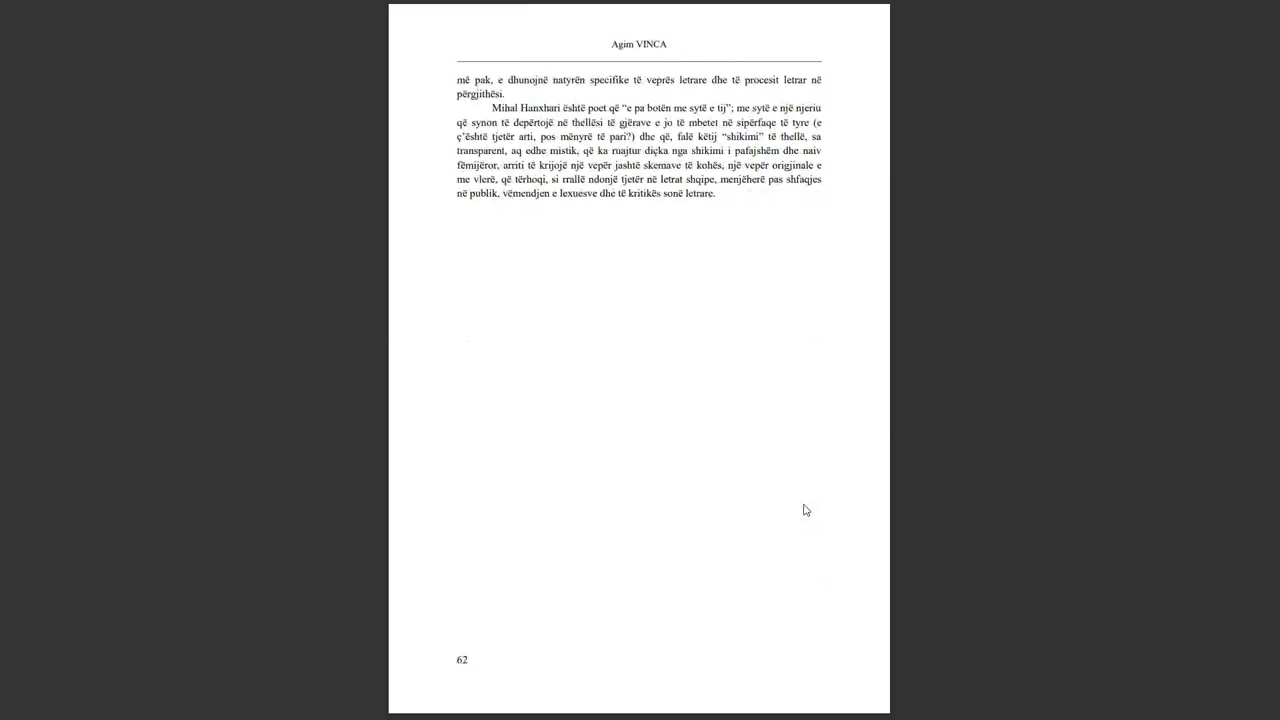 Agim VINCA
më pak, e dhunojnë natyrën specifike të veprës letrare dhe të procesit letrar në
përgjithësi.
Mihal Hanxhari është poet që “e pa botën me sytë e tij”; me sytë e një njeriu
që synon të depërtojë në thellësi të gjërave e jo të mbetet në sipërfaqe të tyre (e
ç’është tjetër arti, pos mënyrë të pari?) dhe që, falë këtij “shikimi” të thellë, sa
transparent, aq edhe mistik, që ka ruajtur diçka nga shikimi i pafajshëm dhe naiv
fëmijëror, arriti të krijojë një vepër jashtë skemave të kohës, një vepër origjinale e
me vlerë, që tërhoqi, si rrallë ndonjë tjetër në letrat shqipe, menjëherë pas shfaqjes
në publik, vëmendjen e lexuesve dhe të kritikës sonë letrare.
62